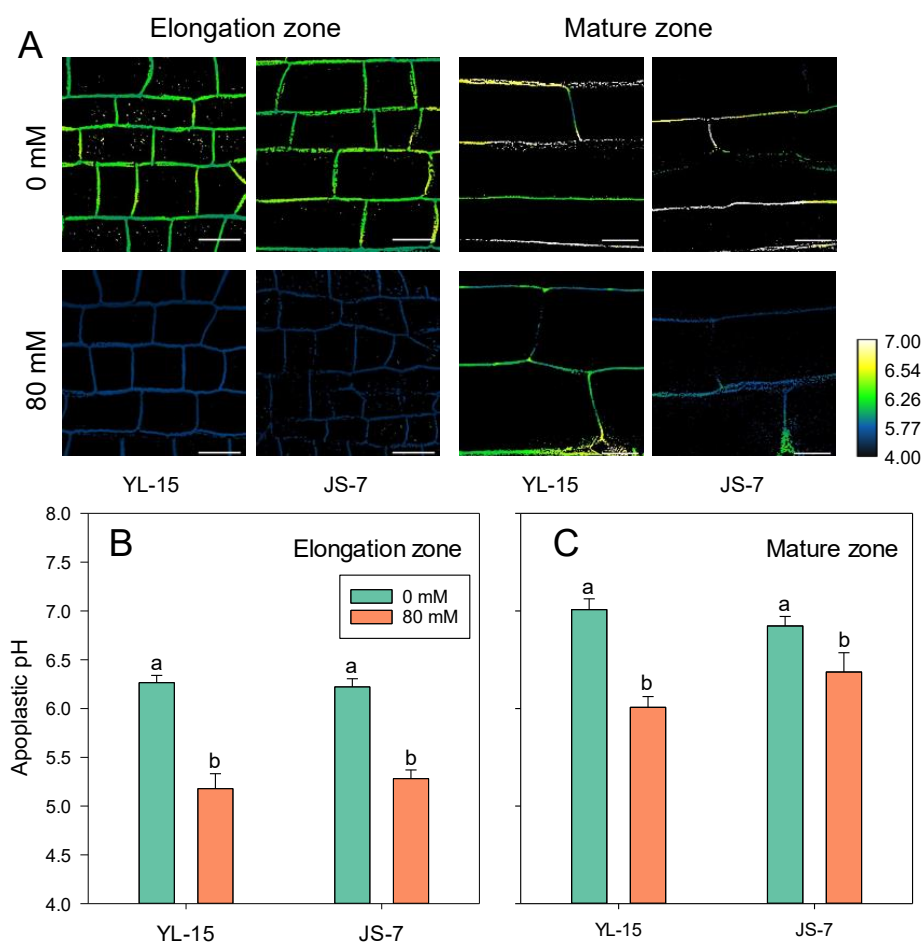 A
Elongation zone
Mature zone
0 mM
80 mM
7.00
6.54
6.26
5.77
4.00
YL-15
JS-7
YL-15
JS-7
B
Elongation zone
0 mM
80 mM
a
b
a
b
Apoplastic pH
8.0
7.5
7.0
6.5
6.0
5.5
5.0
4.5
4.0
YL-15
JS-7
C
Mature zone
a
b
a
b
YL-15
JS-7